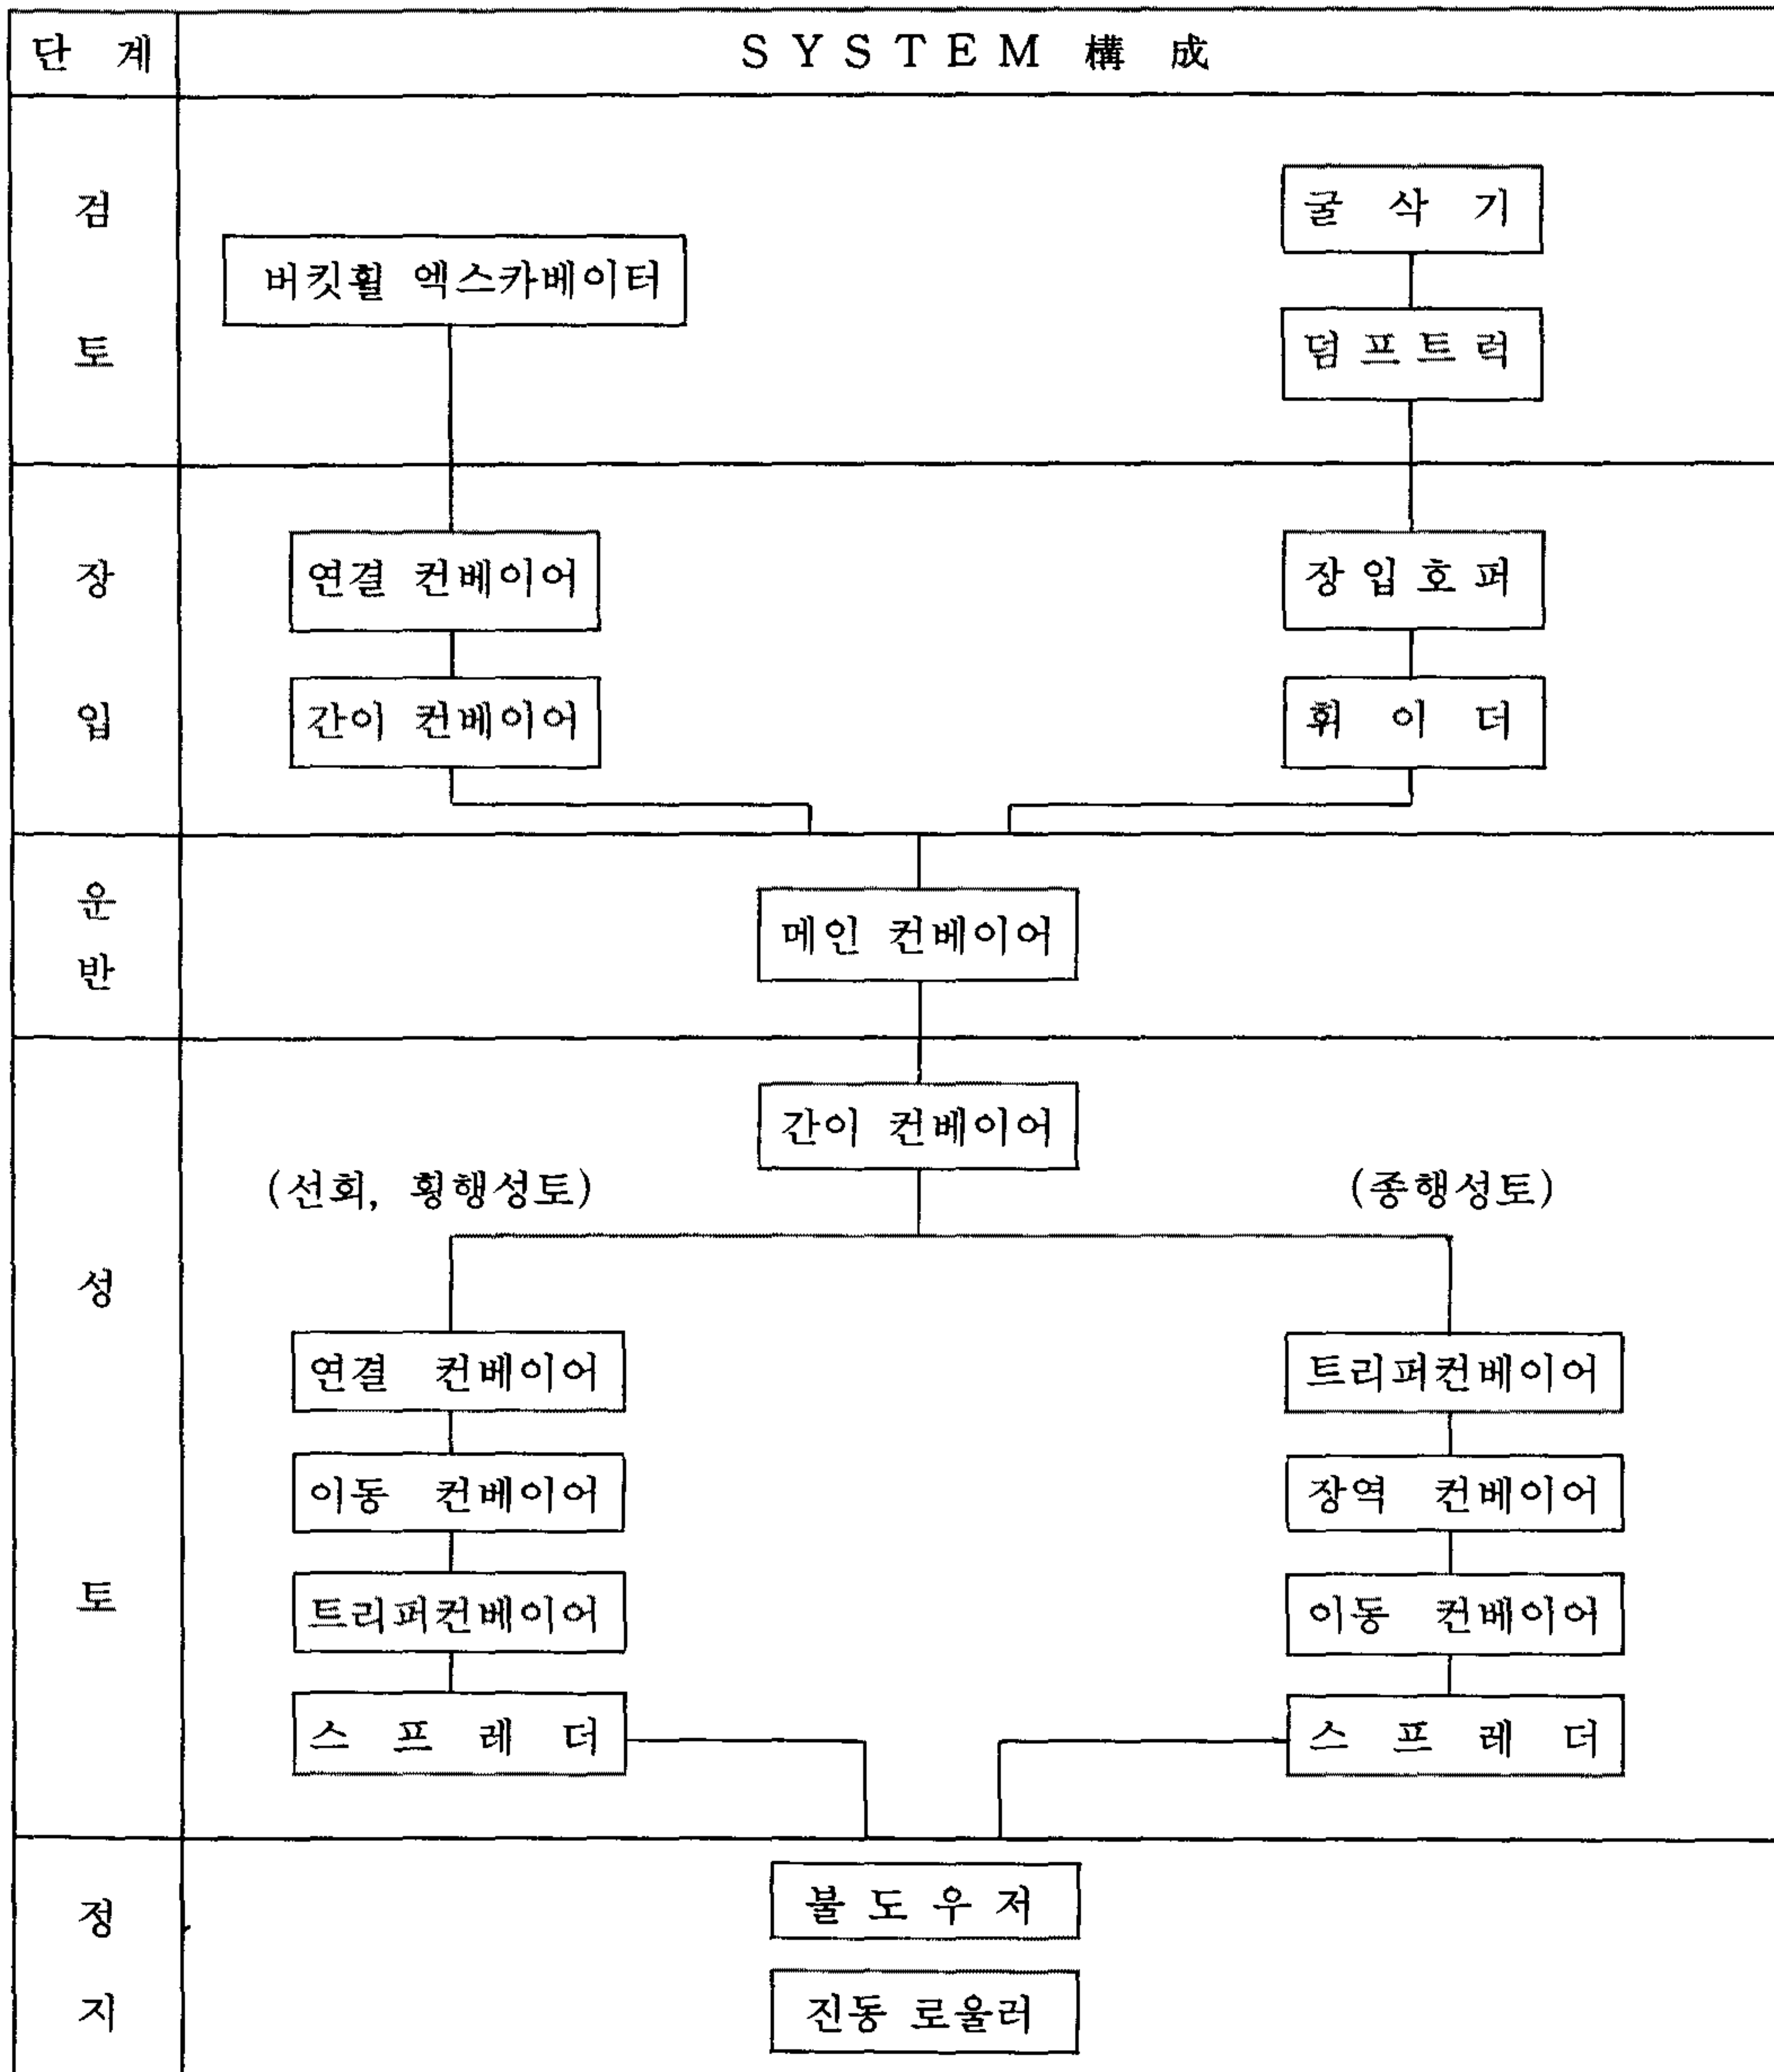 단 계 SYSTEM 構 成
검 토
굴 삭 기
버킷휠 엑스카베이터
덤프트럭
장 입
연결 컨베이어 장입호퍼
간이 컨베이어 휘 이 더
운 반
메인 컨베이어
성 토
간이 컨베이어
(선회, 횡행성토) (종행성토)
연결 컨베이어 트리퍼컨베이어
이동 컨베이어 장역 컨베이어
트리퍼컨베이어 이동 컨베이어
스 프 레 더 스 프 레 더
정 지
불 도 우 저
진동 로울러